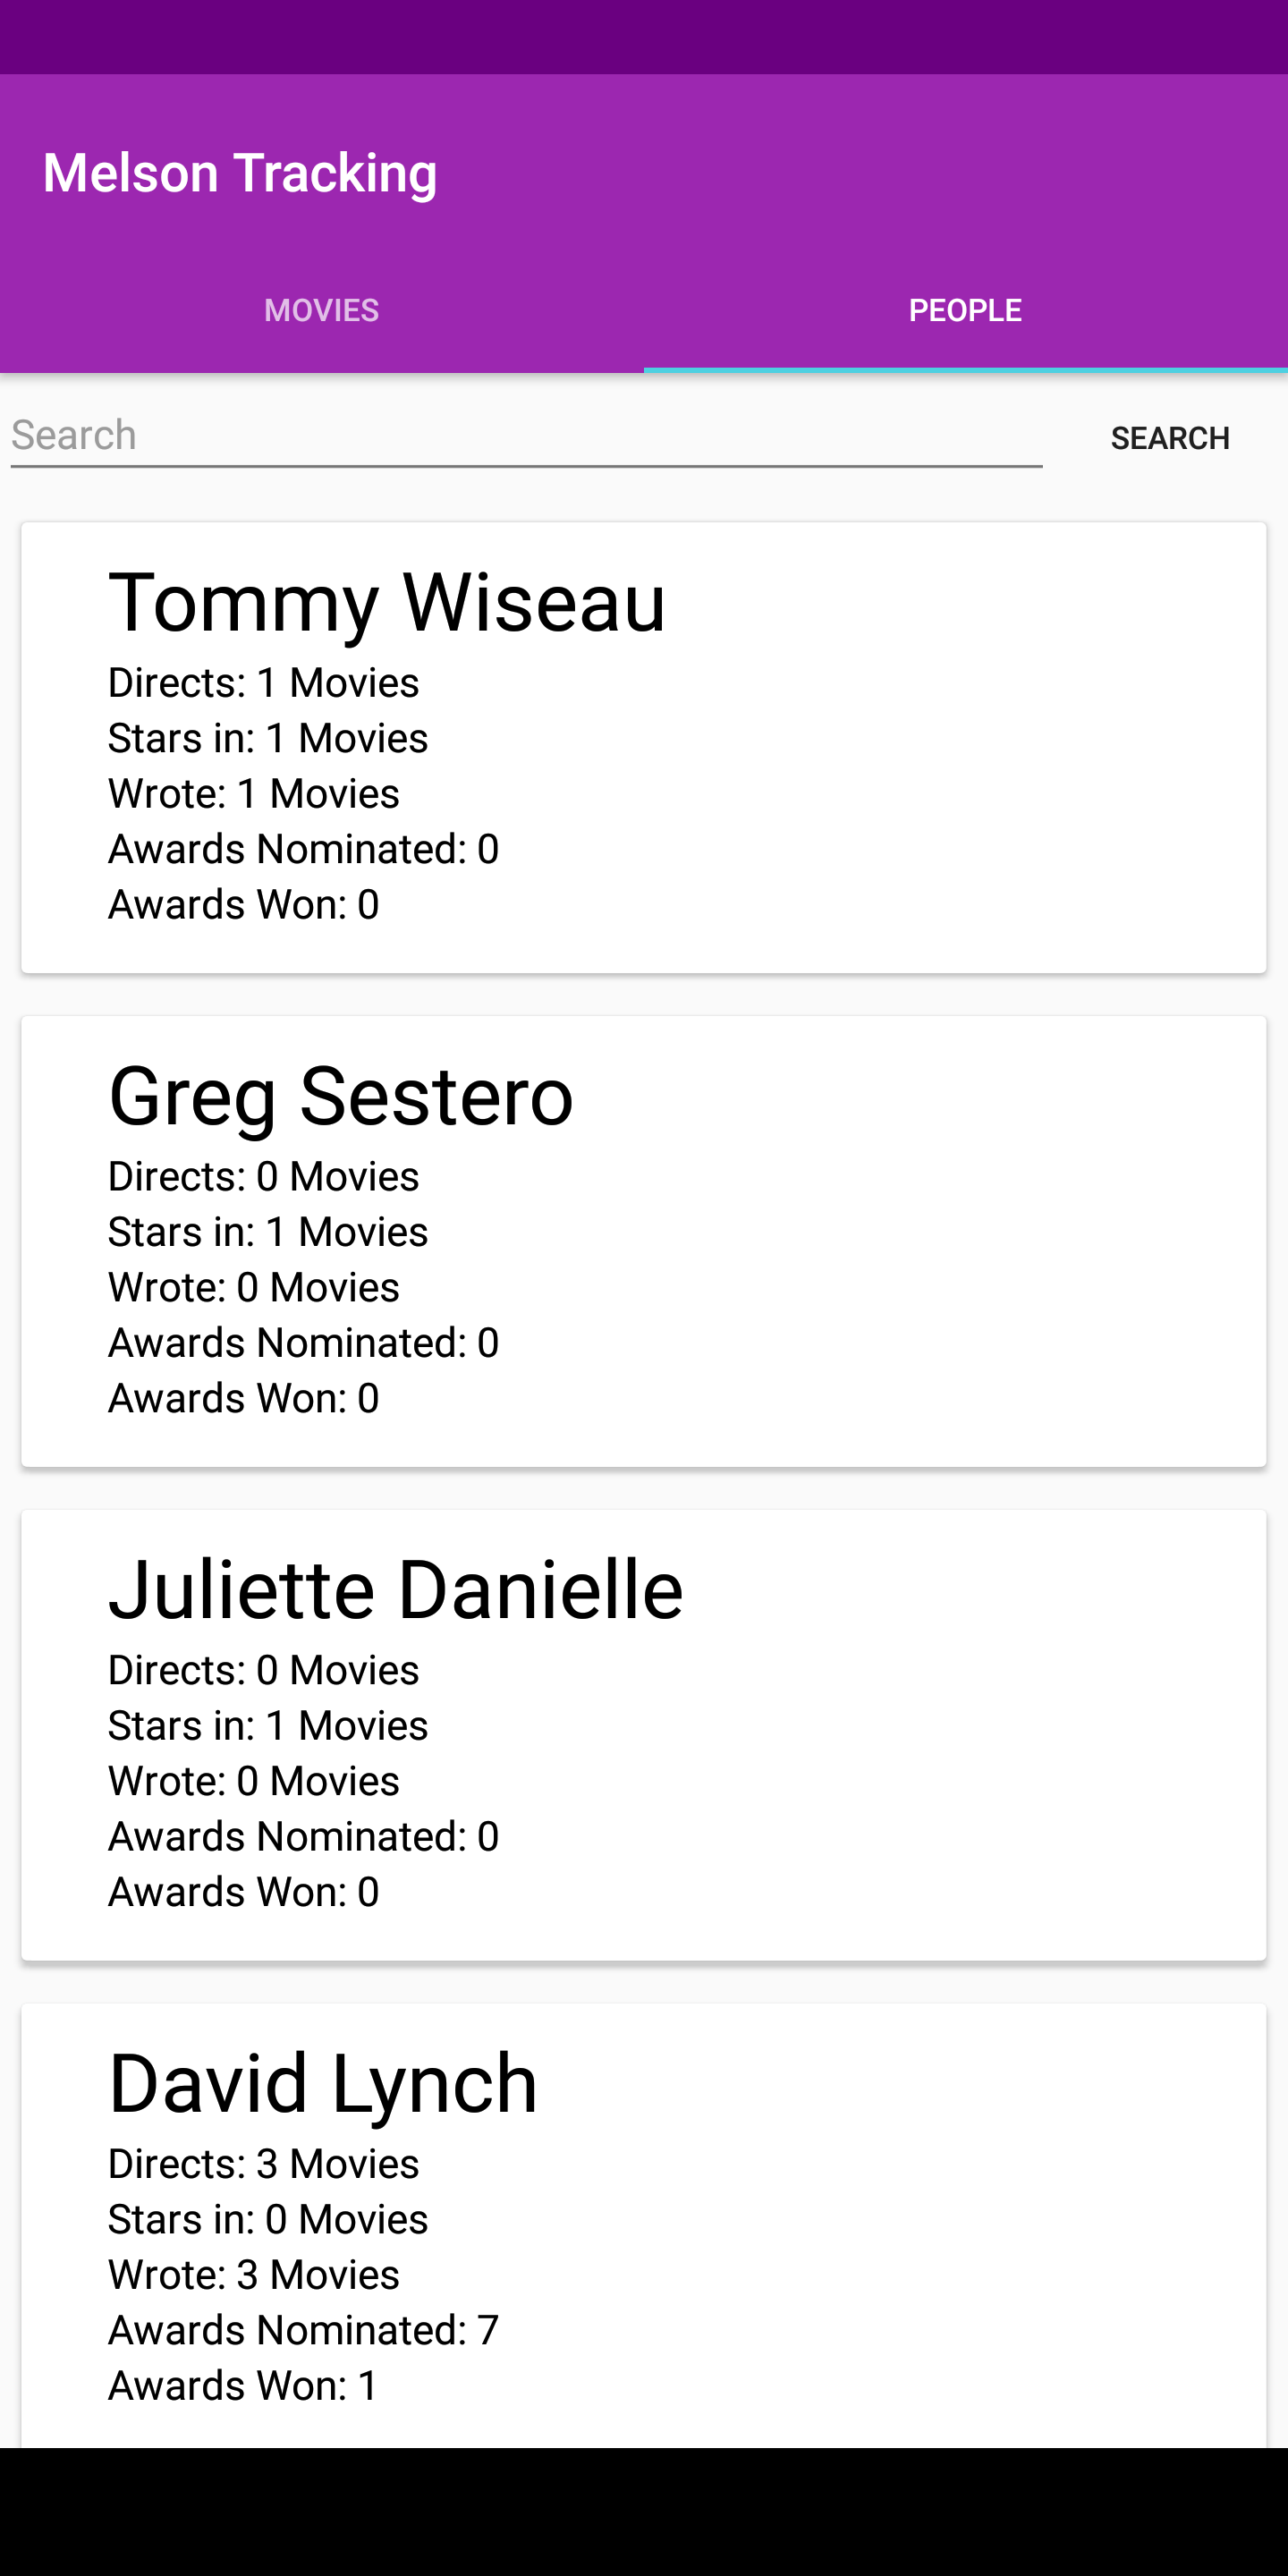 Melson Tracking
MOVIES
PEOPLE
Search
SEARCH
Tommy Wiseau
Directs: 1 Movies
Stars in: 1 Movies
Wrote: 1 Movies
Awards Nominated: 0
Awards Won: 0
Greg Sestero
Directs: 0 Movies
Stars in: 1 Movies
Wrote: 0 Movies
Awards Nominated: 0
Awards Won: 0
Juliette Danielle
Directs: 0 Movies
Stars in: 1 Movies
Wrote: 0 Movies
Awards Nominated: 0
Awards Won: 0
David Lynch
Directs: 3 Movies
Stars in: 0 Movies
Wrote: 3 Movies
Awards Nominated: 7
Awards Won: 1